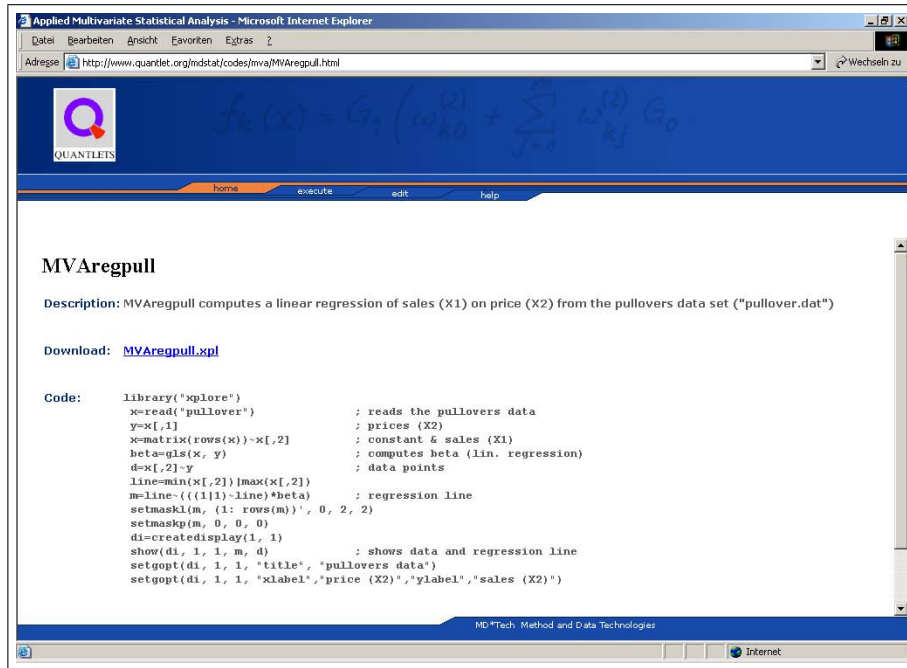 Applied Multivariate Statistical Analysis - Microsoft Internet Explorer
Datei Bearbeiten Ansicht Favoriten Extras ?
Adresse http://www.quantlet.org/mdstat/codes/mva/MVAregpull.html Wechseln zu
QUANTLETS
home execute edit help
MVAregpull
Description: MVAregpull computes a linear regression of sales (X1) on price (X2) from the pullovers data set ("pullover.dat")
Download: MVAregpull.xpl
Code: library("xplore")
x=read("pullover") ; reads the pullovers data
y=x[,1] ; prices (X2)
x=matrix(rows(x))~x[,2] ; constant & sales (X1)
beta=gls(x, y) ; computes beta (lin. regression)
d=x[,2]~y ; data points
line=min(x[,2])|max(x[,2])
m=line~(((1|1)~line)*beta) ; regression line
setmaskl(m, (1: rows(m))', 0, 2, 2)
setmaskp(m, 0, 0, 0)
di=createdisplay(1, 1)
show(di, 1, 1, m, d) ; shows data and regression line
setgopt(di, 1, 1, "title", "pullovers data")
setgopt(di, 1, 1, "xlabel","price (X2)","ylabel","sales (X2)")
MD*Tech Method and Data Technologies
Internet